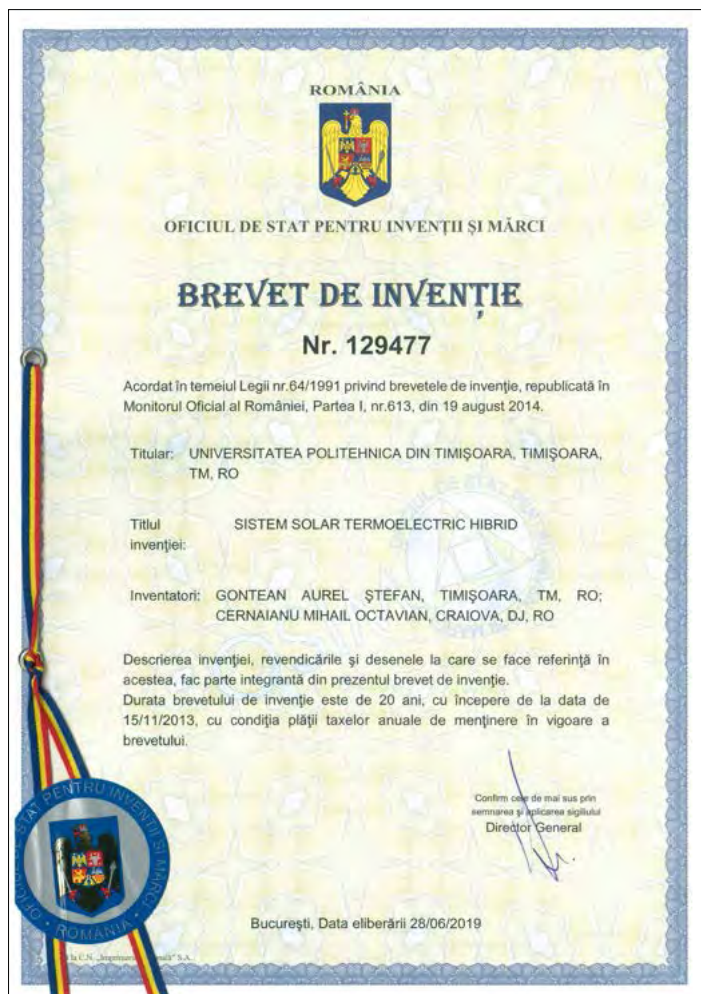 ROMÂNIA
OFICIUL DE STAT PENTRU INVENȚII ȘI MĂRCI
BREVET DE INVENȚIE
Nr. 129477
Acordat în temeiul Legii nr.64/1991 privind brevetele de invenție, republicată în
Monitorul Oficial al României, Partea I, nr.613, din 19 august 2014.
Titular: UNIVERSITATEA POLITEHNICA DIN TIMIȘOARA, TIMIȘOARA,
TM, RO
Titlul SISTEM SOLAR TERMOELECTRIC HIBRID
invenției:
Inventatori: GONTEAN AUREL ȘTEFAN, TIMIȘOARA, TM, RO;
CERNAIANU MIHAIL OCTAVIAN, CRAIOVA, DJ, RO
Descrierea invenției, revendicările și desenele la care se face referință în
acestea, fac parte integrantă din prezentul brevet de invenție.
Durata brevetului de invenție este de 20 ani, cu începere de la data de
15/11/2013, cu condiția plății taxelor anuale de menținere în vigoare a
brevetului.
Confirm cele de mai sus prin
semnarea și aplicarea sigiliului
Director General
STAT PENTRU INVENȚII ȘI MĂRCI
ROMÂNIA
București, Data eliberării 28/06/2019
la C.N. S.A.